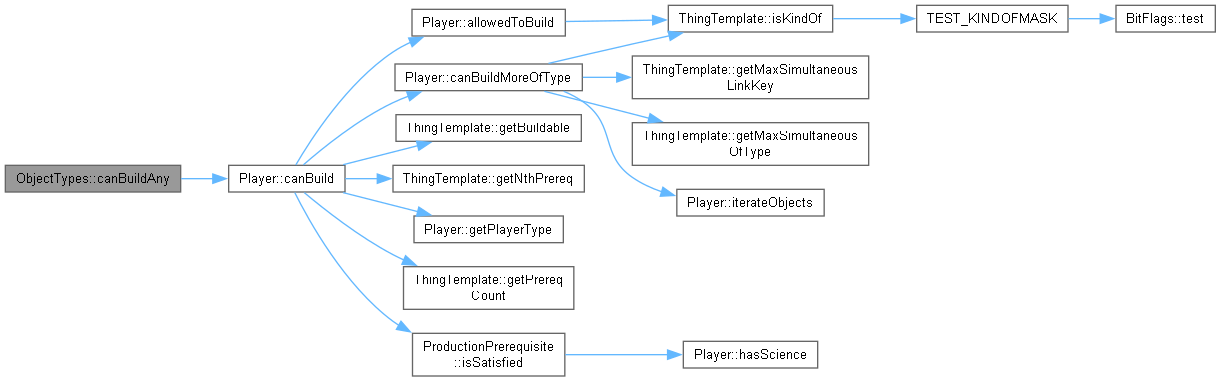 Player::allowedToBuild
ThingTemplate::isKindOf
TEST_KINDOFMASK
BitFlags::test
Player::canBuildMoreOfType
ThingTemplate::getMaxSimultaneous
LinkKey
ThingTemplate::getBuildable
ThingTemplate::getMaxSimultaneous
OfType
ObjectTypes::canBuildAny
Player::canBuild
ThingTemplate::getNthPrereq
Player::iterateObjects
Player::getPlayerType
ThingTemplate::getPrereq
Count
ProductionPrerequisite
::isSatisfied
Player::hasScience